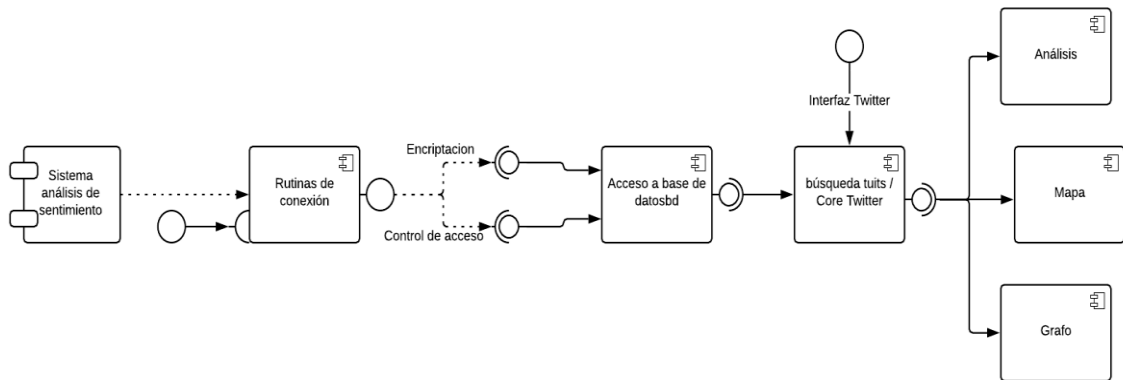 Análisis
Interfaz Twitter
Encriptacion
Sistema
análisis de
sentimiento
Rutinas de
conexión
Acceso a base de
datosbd
búsqueda tuits /
Core Twitter
Mapa
Control de acceso
Grafo